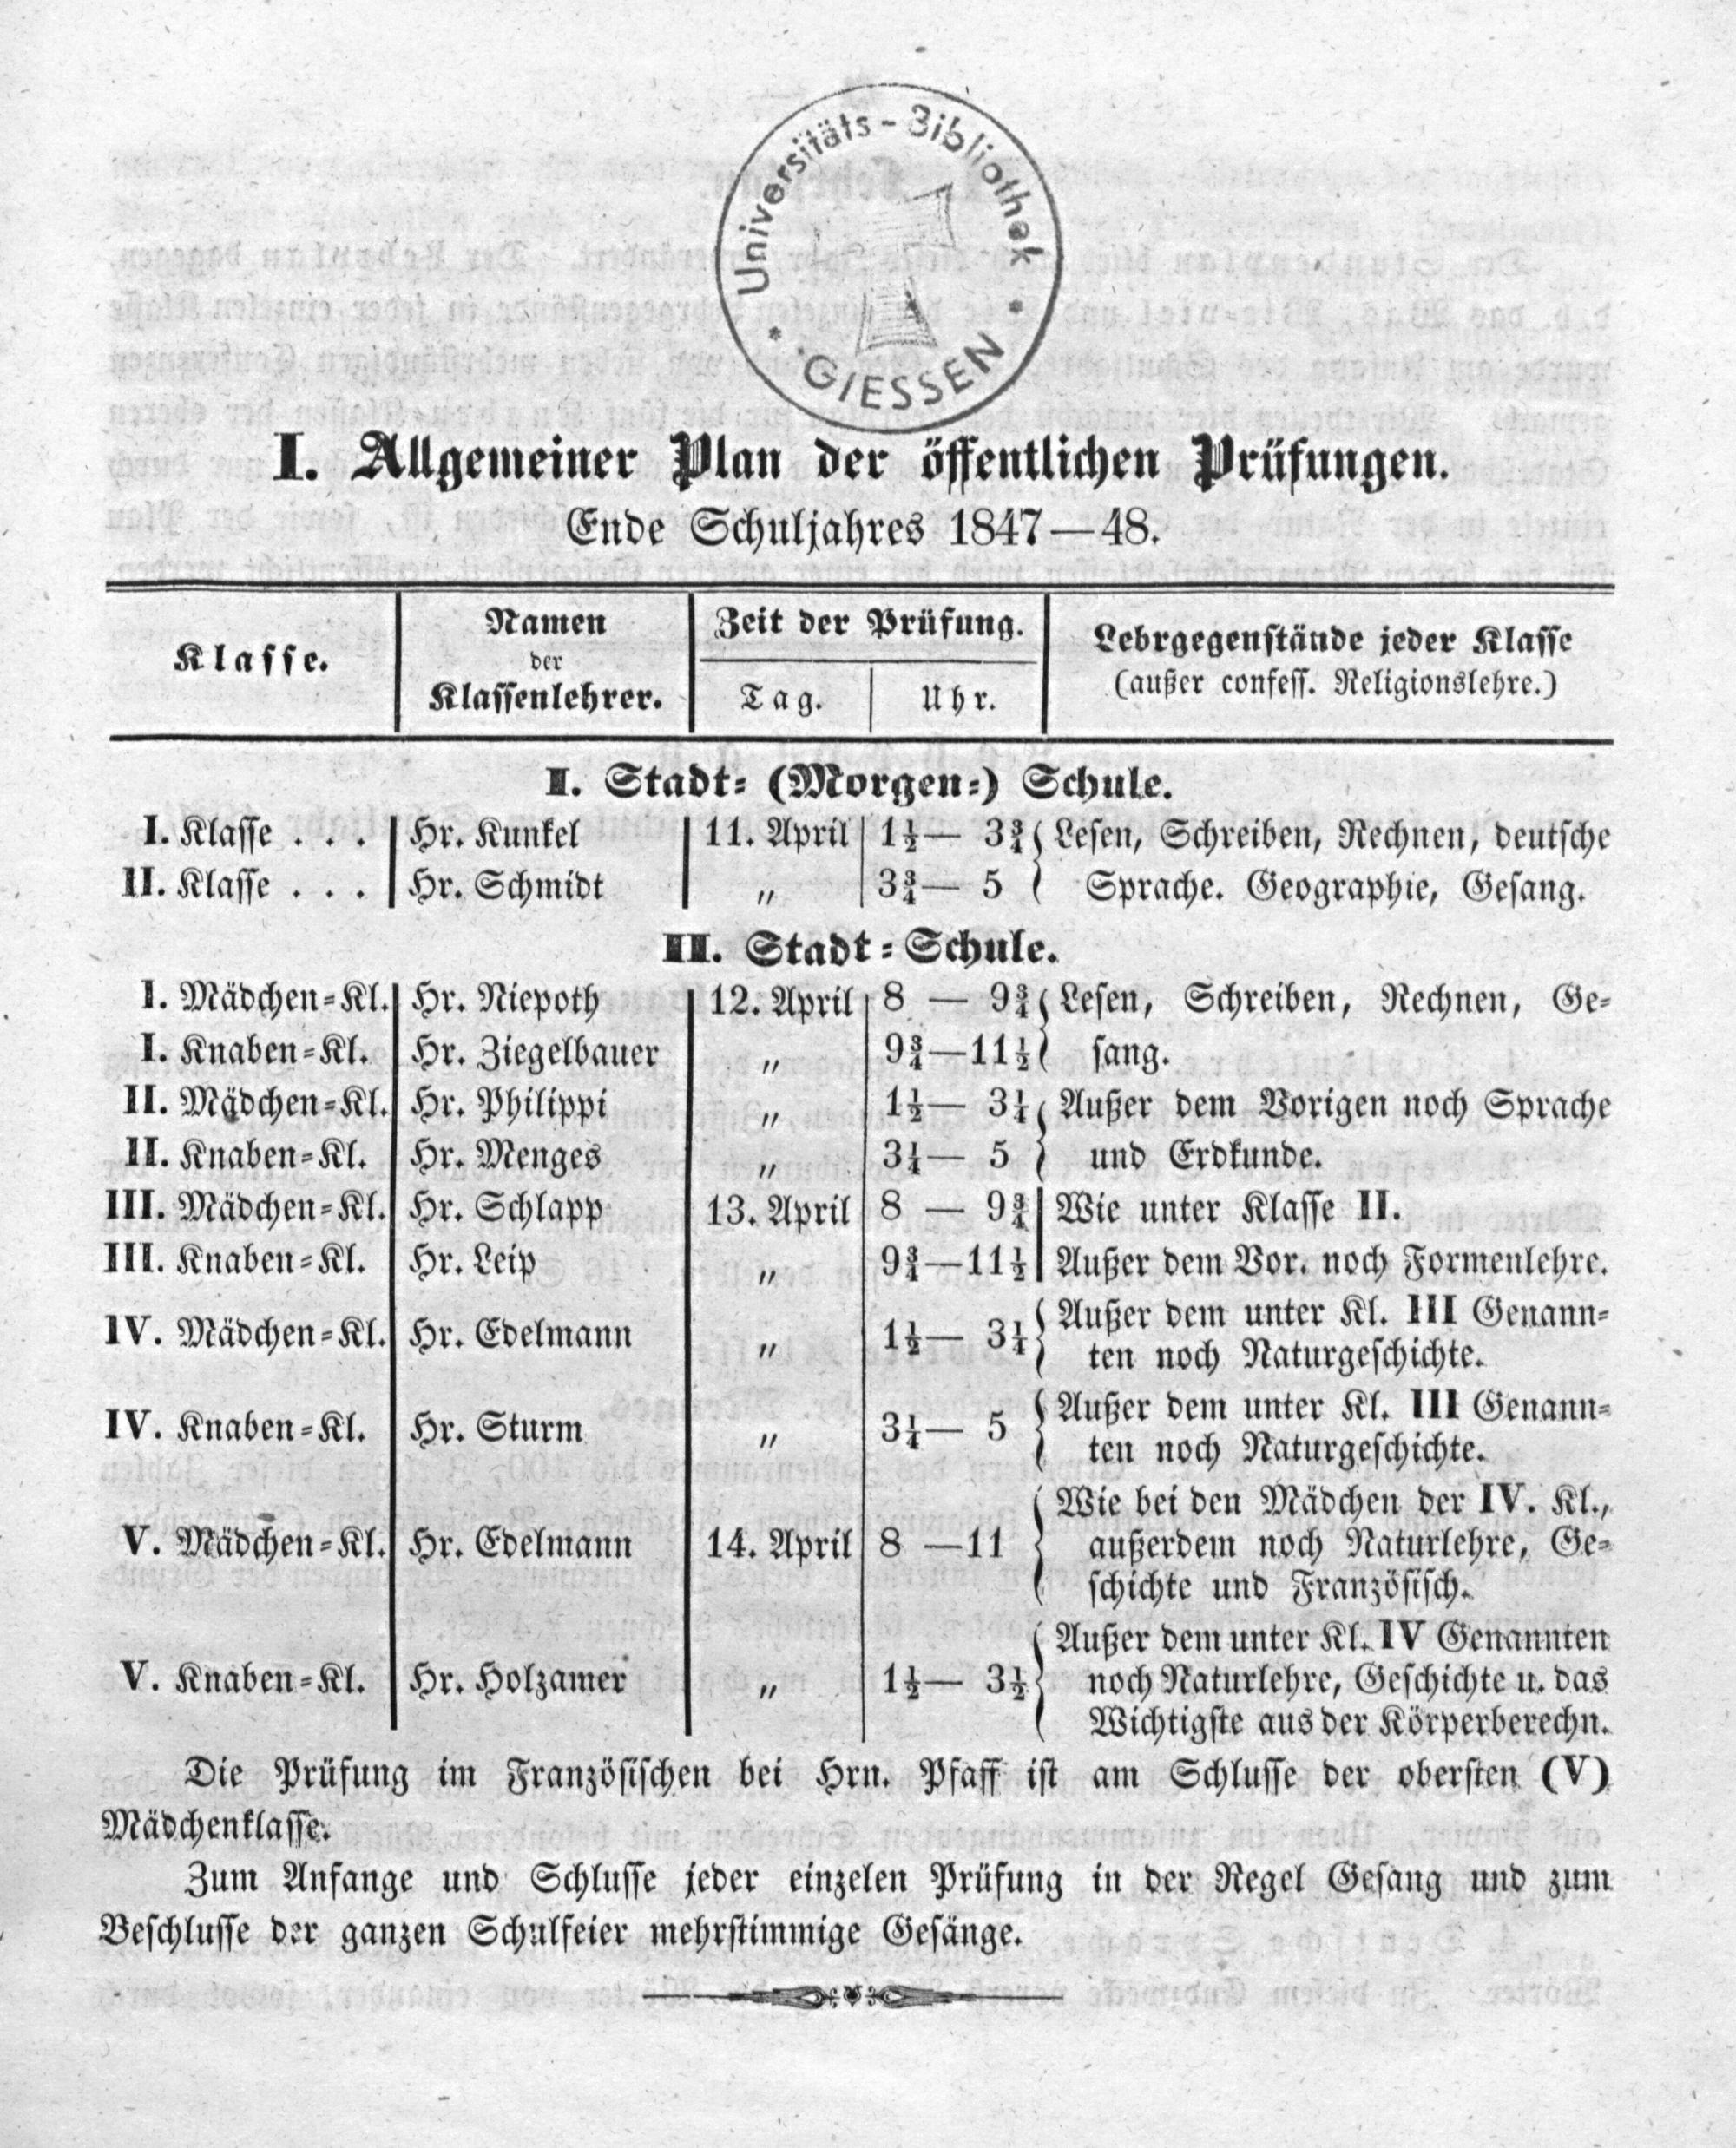 Universitäts-Bibliothek
GIESSEN
I. Allgemeiner Plan der öffentlichen Prüfungen.
Ende Schuljahres 1847—48.
Klasse. Namen der Klassenlehrer. Zeit der Prüfung. Tag. Uhr. Lehrgegenstände jeder Klasse (außer confess. Religionslehre.)
I. Stadt- (Morgen-) Schule.
I. Klasse . . . Hr. Kunkel 11. April 1½— 3¾ Lesen, Schreiben, Rechnen, deutsche
II. Klasse . . . Hr. Schmidt „ 3¾— 5 Sprache. Geographie, Gesang.
II. Stadt-Schule.
I. Mädchen-Kl. Hr. Niepoth 12. April 8 — 9¾ Lesen, Schreiben, Rechnen, Ge-
I. Knaben-Kl. Hr. Ziegelbauer „ 9¾—11½ sang.
II. Mädchen-Kl. Hr. Philippi „ 1½— 3¼ Außer dem Vorigen noch Sprache
II. Knaben-Kl. Hr. Menges „ 3¼— 5 und Erdkunde.
III. Mädchen-Kl. Hr. Schlapp 13. April 8 — 9¾ Wie unter Klasse II.
III. Knaben-Kl. Hr. Leip „ 9¾—11½ Außer dem Vor. noch Formenlehre.
IV. Mädchen-Kl. Hr. Edelmann „ 1½— 3¼ Außer dem unter Kl. III Genann-
ten noch Naturgeschichte.
IV. Knaben-Kl. Hr. Sturm „ 3¼— 5 Außer dem unter Kl. III Genann-
ten noch Naturgeschichte.
Wie bei den Mädchen der IV. Kl.,
V. Mädchen-Kl. Hr. Edelmann 14. April 8 —11 außerdem noch Naturlehre, Ge-
schichte und Französisch.
Außer dem unter Kl. IV Genannten
V. Knaben-Kl. Hr. Holzamer „ 1½— 3½ noch Naturlehre, Geschichte u. das
Wichtigste aus der Körperberechn.
Die Prüfung im Französischen bei Hrn. Pfaff ist am Schlusse der obersten (V)
Mädchenklasse.
Zum Anfange und Schlusse jeder einzelen Prüfung in der Regel Gesang und zum
Beschlusse der ganzen Schulfeier mehrstimmige Gesänge.